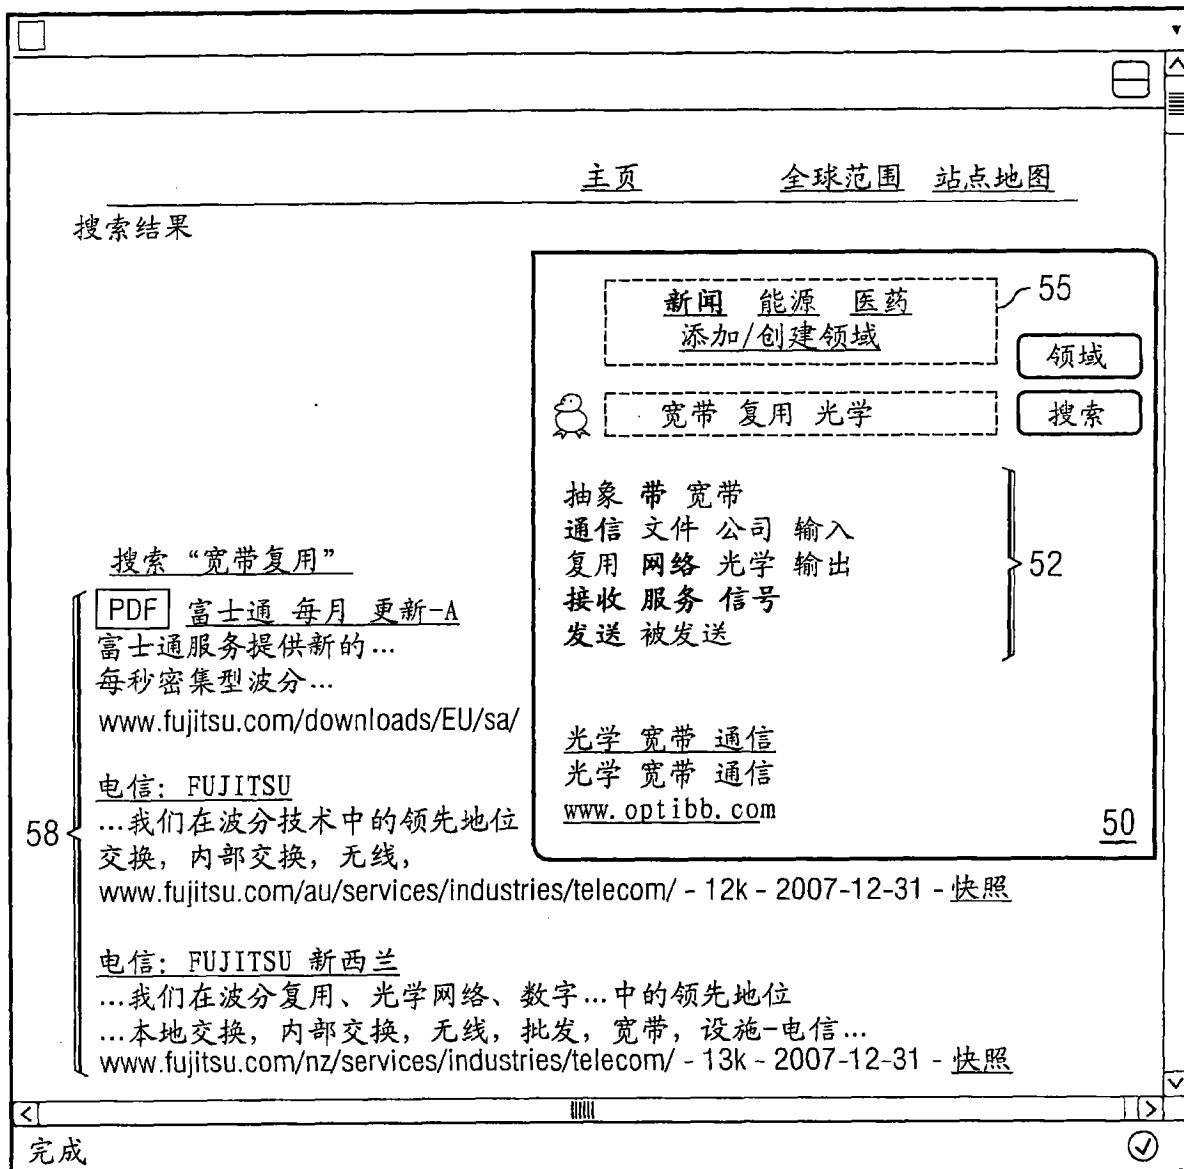 主页 全球范围 站点地图
搜索结果
新闻 能源 医药
添加/创建领域
55
领域
宽带 复用 光学
搜索
抽象 带 宽带
通信 文件 公司 输入
复用 网络 光学 输出
接收 服务 信号
发送 被发送
52
光学 宽带 通信
光学 宽带 通信
www.optibb.com
50
搜索 “宽带复用”
PDF 富士通 每月 更新-A
富士通服务提供新的...
每秒密集型波分...
www.fujitsu.com/downloads/EU/sa/
电信: FUJITSU
...我们在波分技术中的领先地位
交换, 内部交换, 无线,
www.fujitsu.com/au/services/industries/telecom/ - 12k - 2007-12-31 - 快照
58
电信: FUJITSU 新西兰
...我们在波分复用、光学网络、数字...中的领先地位
...本地交换, 内部交换, 无线, 批发, 宽带, 设施-电信...
www.fujitsu.com/nz/services/industries/telecom/ - 13k - 2007-12-31 - 快照
完成